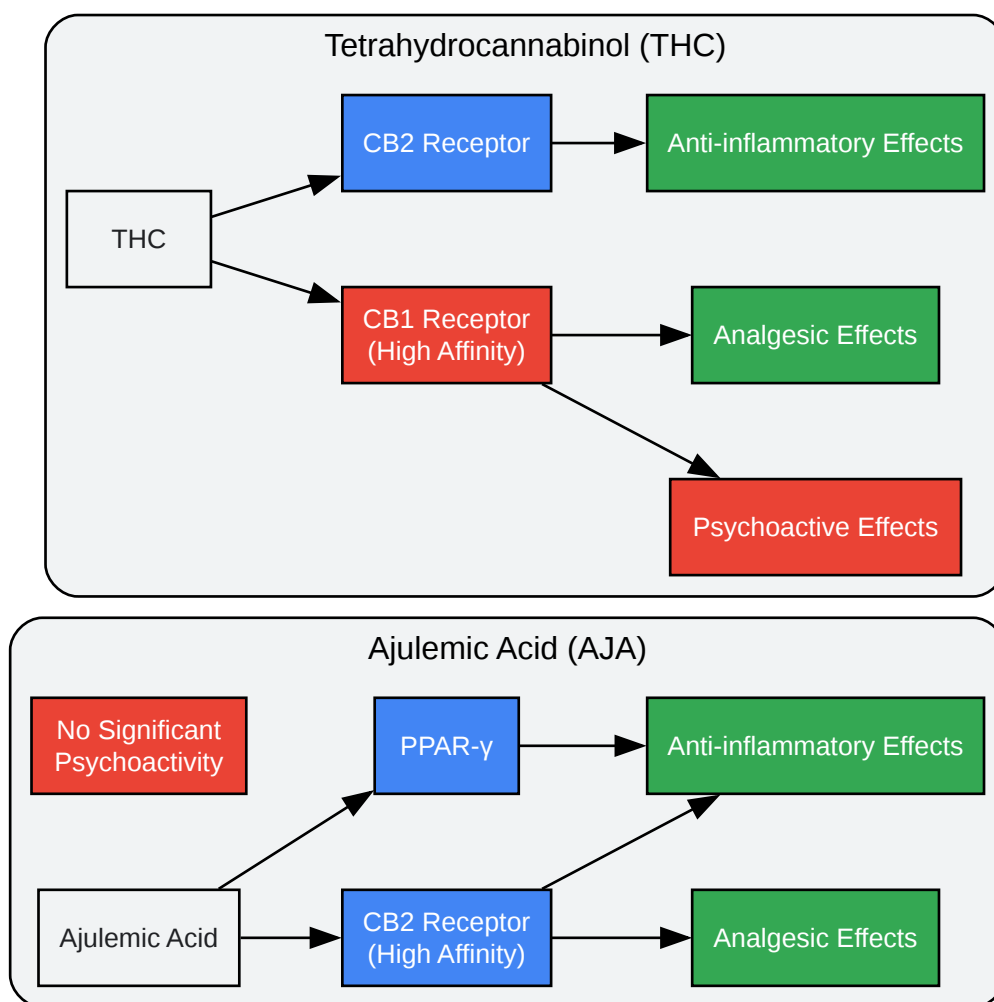 Tetrahydrocannabinol (THC)
CB2 Receptor
Anti-inflammatory Effects
THC
CB1 Receptor
(High Affinity)
Analgesic Effects
Psychoactive Effects
Ajulemic Acid (AJA)
No Significant
Psychoactivity
PPAR-γ
Anti-inflammatory Effects
Ajulemic Acid
CB2 Receptor
(High Affinity)
Analgesic Effects